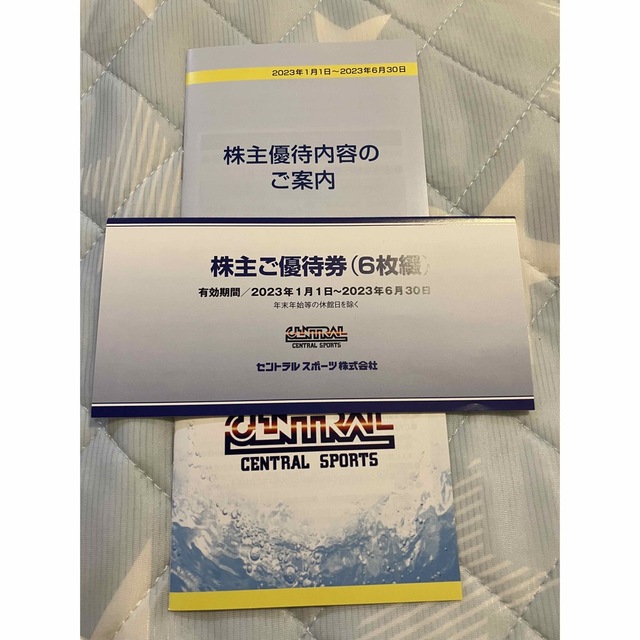 2023年1月1日～2023年6月30日
株主優待内容の
ご案内
株主ご優待券(6枚綴)
有効期間／2023年1月1日～2023年6月30日
年末年始等の休館日を除く
CENTRAL
CENTRAL SPORTS
セントラルスポーツ株式会社
CENTRAL
CENTRAL SPORTS